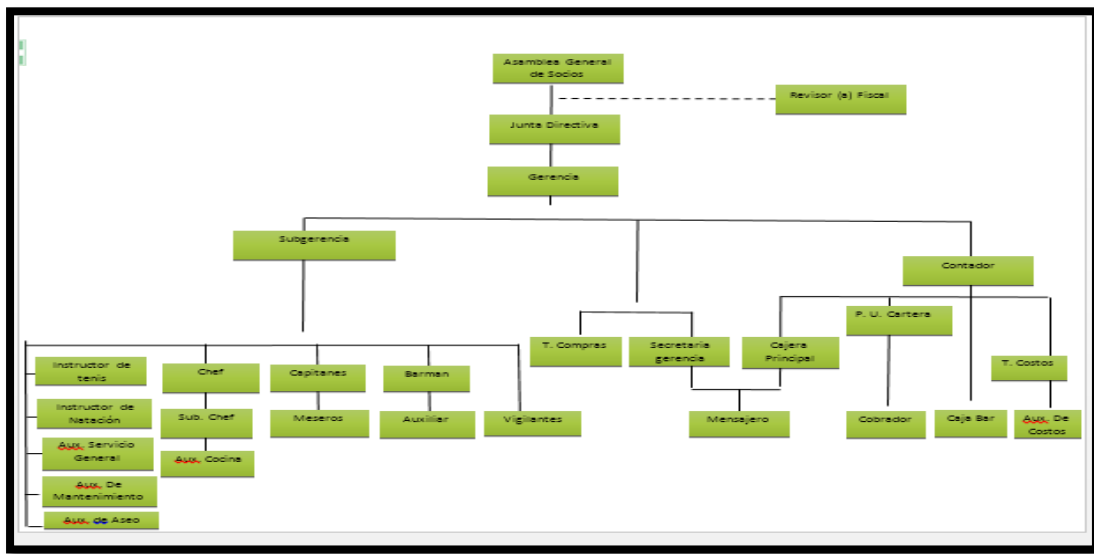 Asamblea General
de Socios
Revisor (a) Fiscal
Junta Directiva
Gerencia
Subgerencia
Contador
P. U. Cartera
T. Compras
Secretaria
gerencia
Cajera
Principal
T. Costos
Instructor de
tenis
Chef
Capitanes
Barman
Instructor de
Natación
Sub. Chef
Meseros
Auxiliar
Vigilantes
Mensajero
Cobrador
Caja Bar
Aux. De
Costos
Aux. Servicio
General
Aux. Cocina
Aux. De
Mantenimiento
Aux. de Aseo